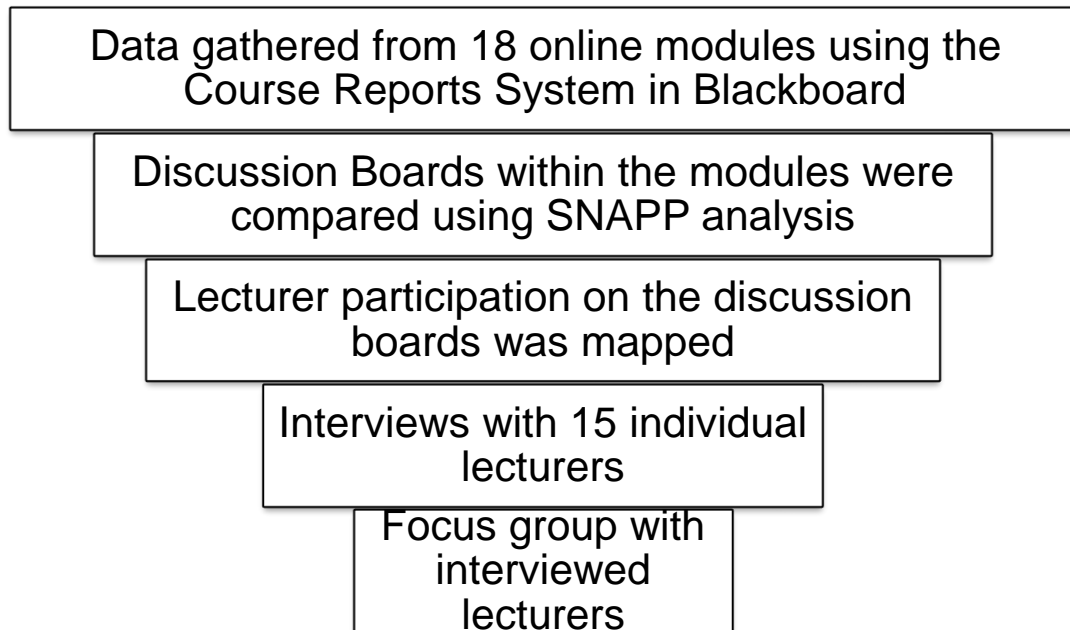 Data gathered from 18 online modules using the
Course Reports System in Blackboard
Discussion Boards within the modules were
compared using SNAPP analysis
Lecturer participation on the discussion
boards was mapped
Interviews with 15 individual
lecturers
Focus group with
interviewed
lecturers